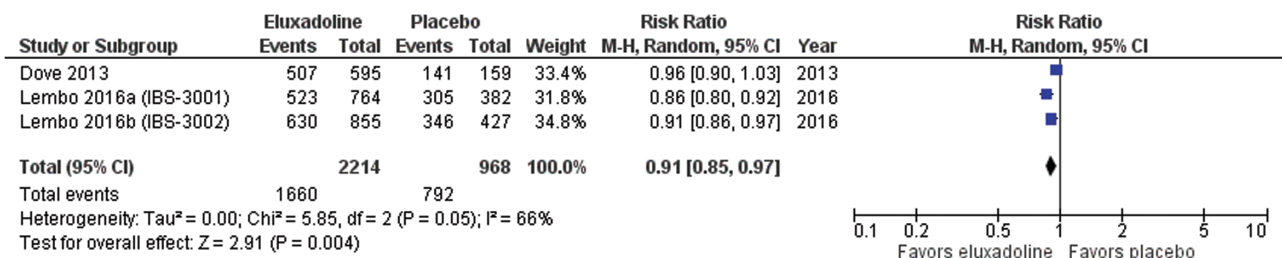 Eluxadoline Placebo Risk Ratio Risk Ratio
Study or Subgroup Events Total Events Total Weight M-H, Random, 95% CI Year M-H, Random, 95% CI
Dove 2013 507 595 141 159 33.4% 0.96 [0.90, 1.03] 2013
Lembo 2016a (IBS-3001) 523 764 305 382 31.8% 0.86 [0.80, 0.92] 2016
Lembo 2016b (IBS-3002) 630 855 346 427 34.8% 0.91 [0.86, 0.97] 2016
Total (95% CI) 2214 968 100.0% 0.91 [0.85, 0.97]
Total events 1660 792
Heterogeneity: Tau² = 0.00; Chi² = 5.85, df = 2 (P = 0.05); I² = 66%
Test for overall effect: Z = 2.91 (P = 0.004)
0.1 0.2 0.5 1 2 5 10
Favors eluxadoline Favors placebo